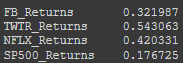 FB_Returns 0.321987
TWTR_Returns 0.543063
NFLX_Returns 0.420331
SP500_Returns 0.176725